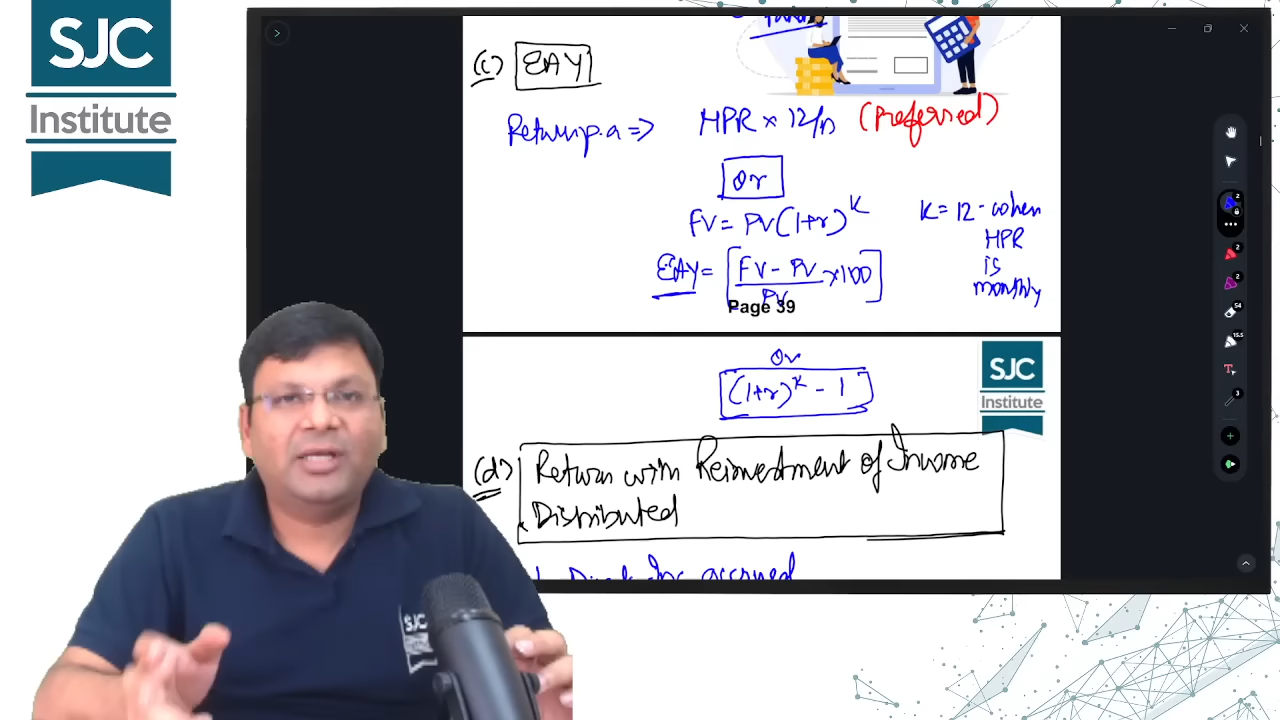 SJC
Institute
(c) EAY
Return p.a => HPR x 12/n (Preferred)
Or
FV = PV(1+r)^K
K = 12 - when
HPR
is
monthly
EAY = [FV - PV / PV x 100]
Page 39
Or
(1+r)^K - 1
SJC
Institute
(d) Return with Reinvestment of Income
Distributed
SJC